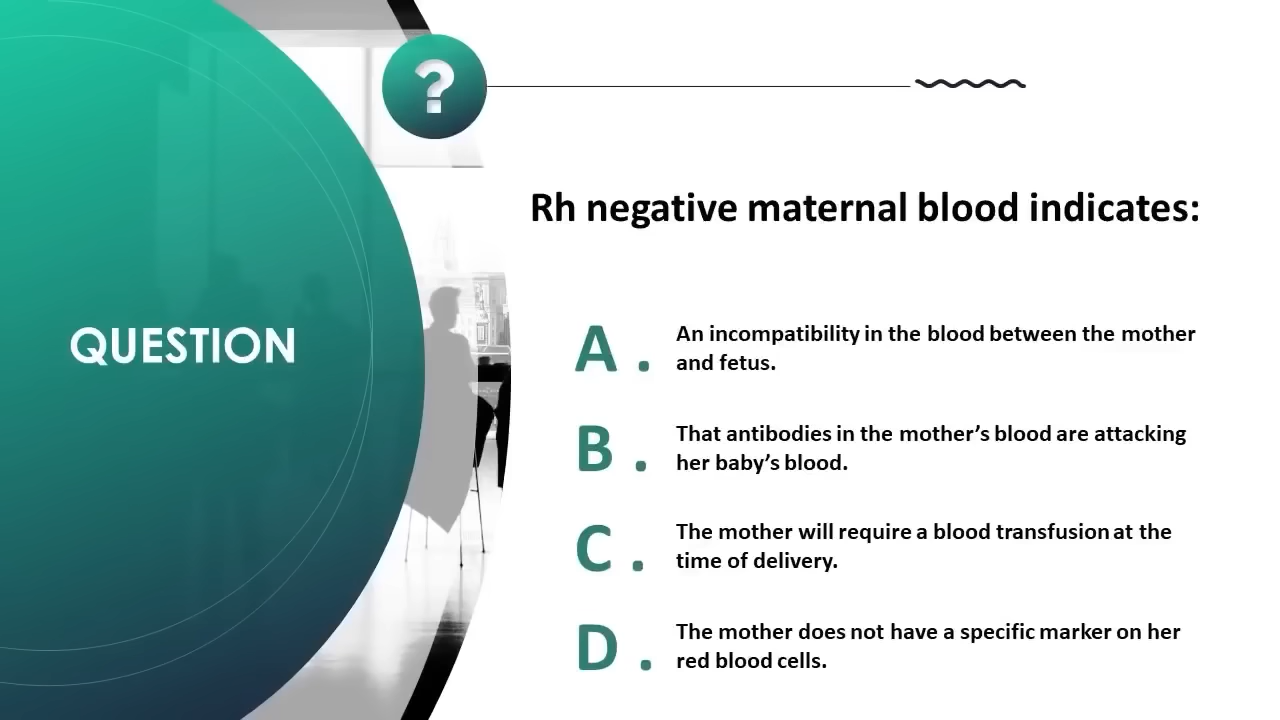 ?
QUESTION
Rh negative maternal blood indicates:
A . An incompatibility in the blood between the mother
and fetus.
B . That antibodies in the mother’s blood are attacking
her baby’s blood.
C . The mother will require a blood transfusion at the
time of delivery.
D . The mother does not have a specific marker on her
red blood cells.